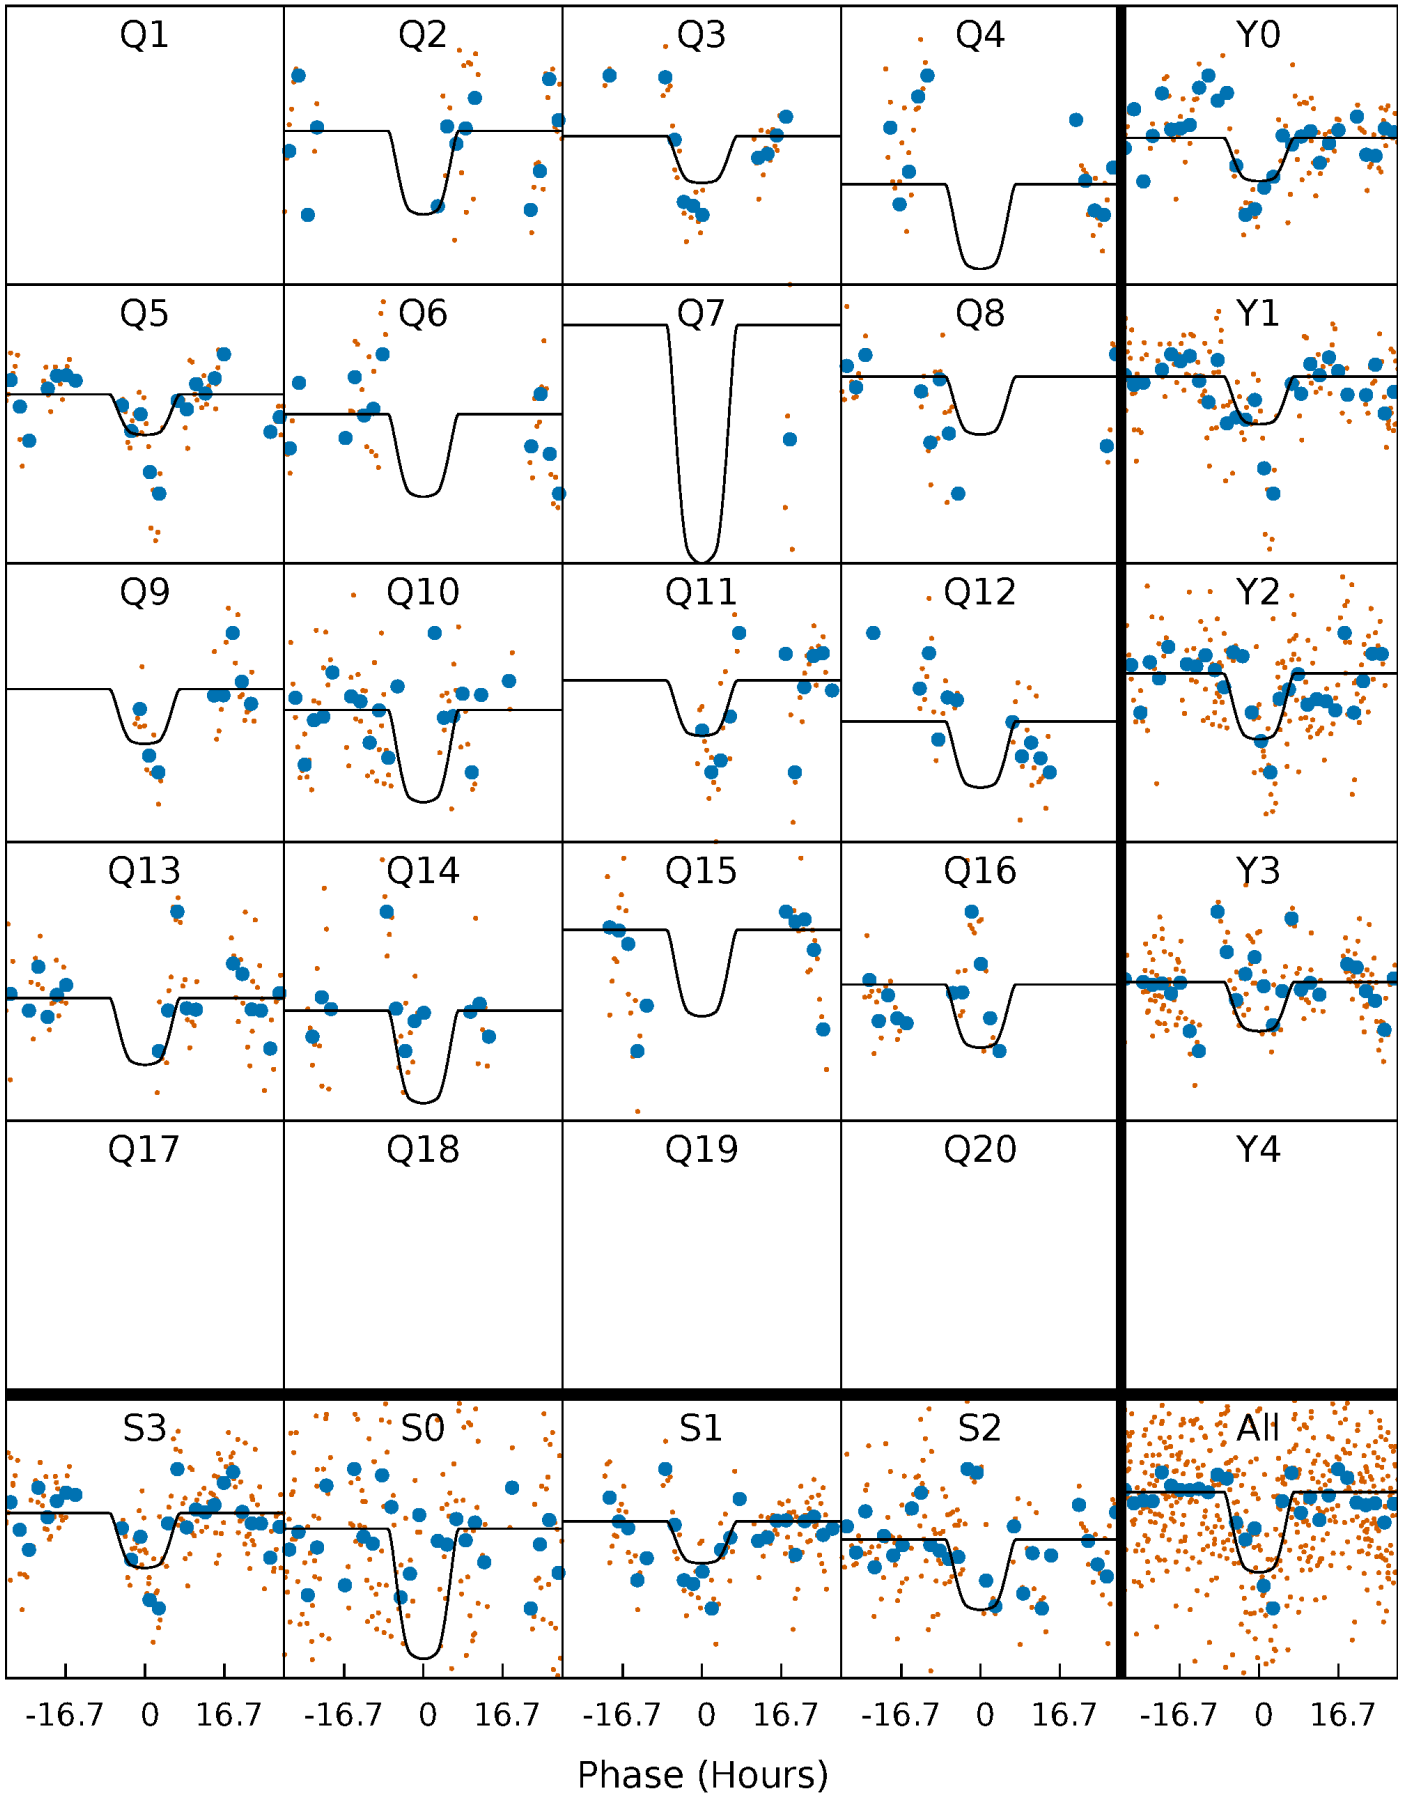 Q1 Q2 Q3 Q4 Y0
Q5 Q6 Q7 Q8 Y1
Q9 Q10 Q11 Q12 Y2
Q13 Q14 Q15 Q16 Y3
Q17 Q18 Q19 Q20 Y4
S3 S0 S1 S2 All
-16.7 0 16.7 -16.7 0 16.7 -16.7 0 16.7 -16.7 0 16.7 -16.7 0 16.7
Phase (Hours)